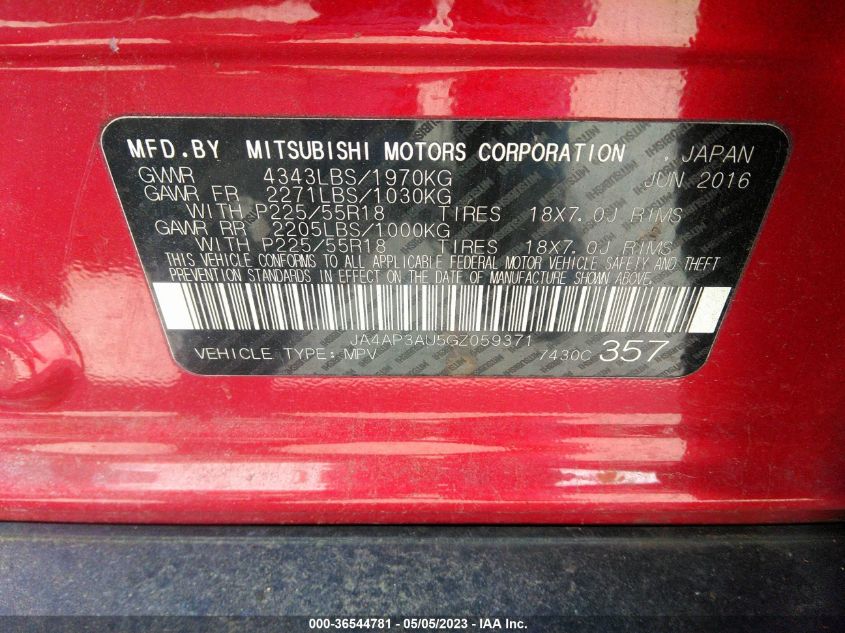 MFD.BY MITSUBISHI MOTORS CORPORATION , JAPAN
GVWR 4343LBS/1970KG JUN 2016
GAWR FR 2271LBS/1030KG
WITH P225/55R18 TIRES 18X7.0J RIMS
GAWR RR 2205LBS/1000KG
WITH P225/55R18 TIRES 18X7.0J RIMS
THIS VEHICLE CONFORMS TO ALL APPLICABLE FEDERAL MOTOR VEHICLE SAFETY AND THEFT
PREVENTION STANDARDS IN EFFECT ON THE DATE OF MANUFACTURE SHOWN ABOVE.
JA4AP3AU5GZ059371
VEHICLE TYPE: MPV 7430C 357
000-36544781 - 05/05/2023 - © IAA Inc.